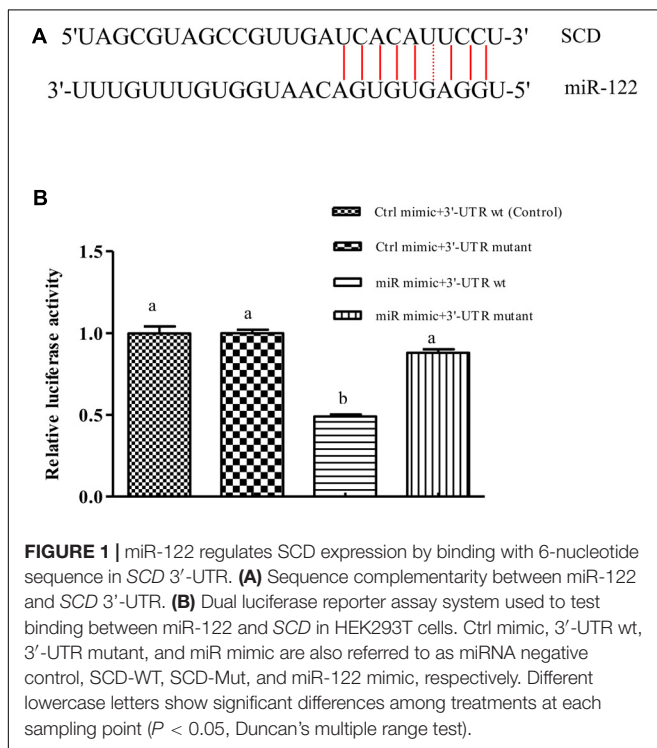 A 5'UAGCGUAGCCGUUGAUCACAUUCCU-3' SCD
3'-UUUGUUUGUGGUAACAGUGUGAGGU-5' miR-122
B
Ctrl mimic+3'-UTR wt (Control)
Ctrl mimic+3'-UTR mutant
miR mimic+3'-UTR wt
miR mimic+3'-UTR mutant
Relative luciferase activity
1.5
1.0
0.5
0.0
a
a
b
a
FIGURE 1 | miR-122 regulates SCD expression by binding with 6-nucleotide
sequence in SCD 3′-UTR. (A) Sequence complementarity between miR-122
and SCD 3'-UTR. (B) Dual luciferase reporter assay system used to test
binding between miR-122 and SCD in HEK293T cells. Ctrl mimic, 3′-UTR wt,
3′-UTR mutant, and miR mimic are also referred to as miRNA negative
control, SCD-WT, SCD-Mut, and miR-122 mimic, respectively. Different
lowercase letters show significant differences among treatments at each
sampling point (P < 0.05, Duncan's multiple range test).